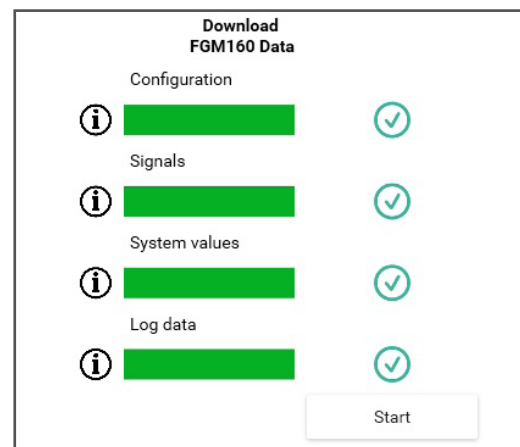 Download
FGM160 Data
Configuration
Signals
System values
Log data
Start